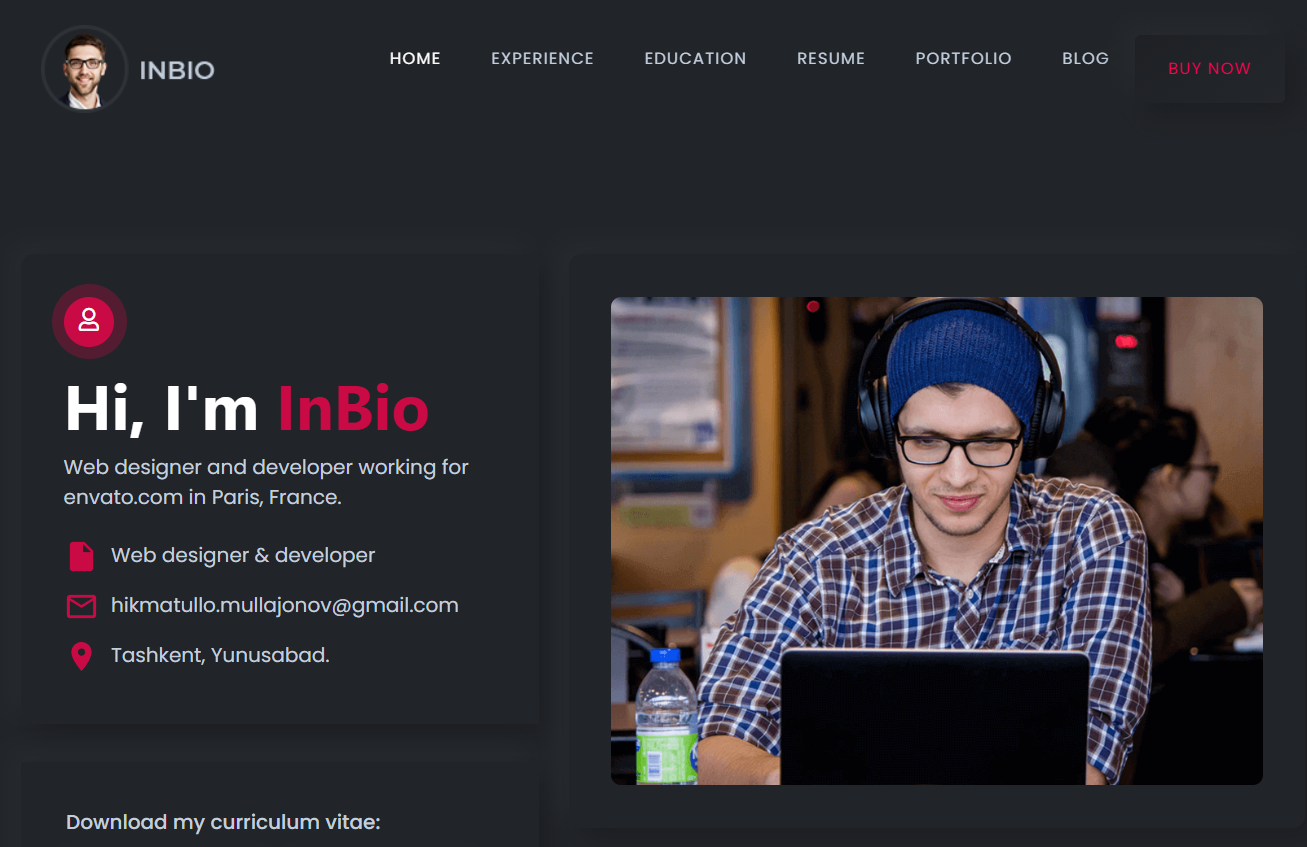 INBIO
HOME EXPERIENCE EDUCATION RESUME PORTFOLIO BLOG BUY NOW
Hi, I'm InBio
Web designer and developer working for
envato.com in Paris, France.
Web designer & developer
hikmatullo.mullajonov@gmail.com
Tashkent, Yunusabad.
Download my curriculum vitae: